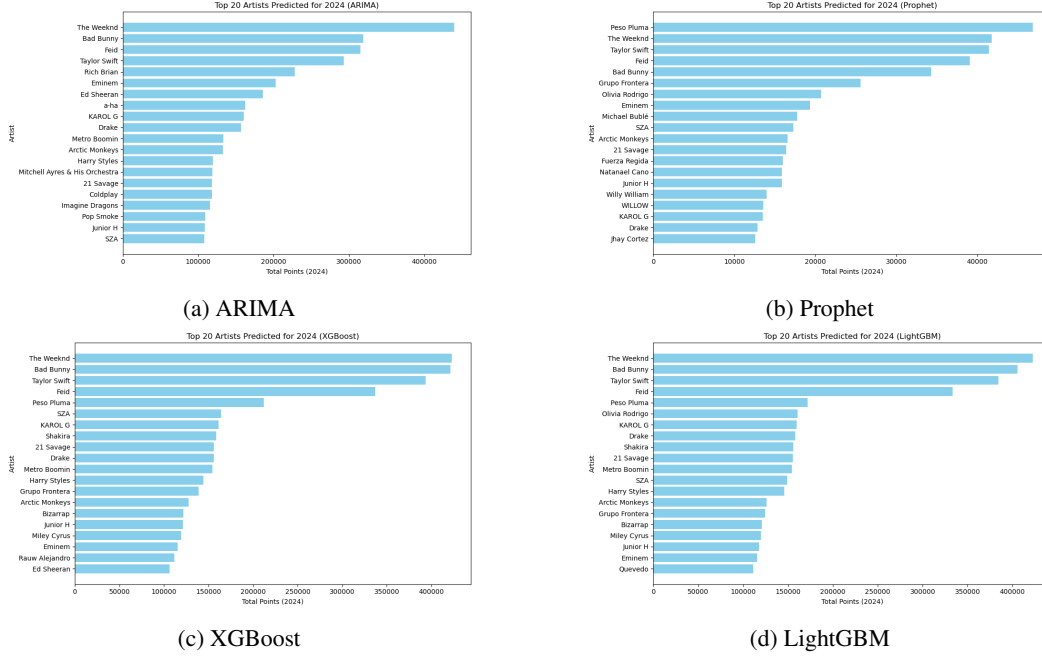 Top 20 Artists Predicted for 2024 (ARIMA)
The Weeknd
Bad Bunny
Feid
Taylor Swift
Rich Brian
Eminem
Ed Sheeran
a-ha
KAROL G
Drake
Metro Boomin
Arctic Monkeys
Harry Styles
Mitchell Ayres & His Orchestra
21 Savage
Coldplay
Imagine Dragons
Pop Smoke
Junior H
SZA
Artist
0 100000 200000 300000 400000
Total Points (2024)
(a) ARIMA
Top 20 Artists Predicted for 2024 (Prophet)
Peso Pluma
The Weeknd
Taylor Swift
Feid
Bad Bunny
Grupo Frontera
Olivia Rodrigo
Eminem
Michael Bublé
SZA
Arctic Monkeys
21 Savage
Fuerza Regida
Natanael Cano
Junior H
Willy William
WILLOW
KAROL G
Drake
Jhay Cortez
Artist
0 10000 20000 30000 40000
Total Points (2024)
(b) Prophet
Top 20 Artists Predicted for 2024 (XGBoost)
The Weeknd
Bad Bunny
Taylor Swift
Feid
Peso Pluma
SZA
KAROL G
Shakira
21 Savage
Drake
Metro Boomin
Harry Styles
Grupo Frontera
Arctic Monkeys
Bizarrap
Junior H
Miley Cyrus
Eminem
Rauw Alejandro
Ed Sheeran
Artist
0 50000 100000 150000 200000 250000 300000 350000 400000
Total Points (2024)
(c) XGBoost
Top 20 Artists Predicted for 2024 (LightGBM)
The Weeknd
Bad Bunny
Taylor Swift
Feid
Peso Pluma
Olivia Rodrigo
KAROL G
Drake
Shakira
21 Savage
Metro Boomin
SZA
Harry Styles
Arctic Monkeys
Grupo Frontera
Bizarrap
Miley Cyrus
Junior H
Eminem
Quevedo
Artist
0 50000 100000 150000 200000 250000 300000 350000 400000
Total Points (2024)
(d) LightGBM